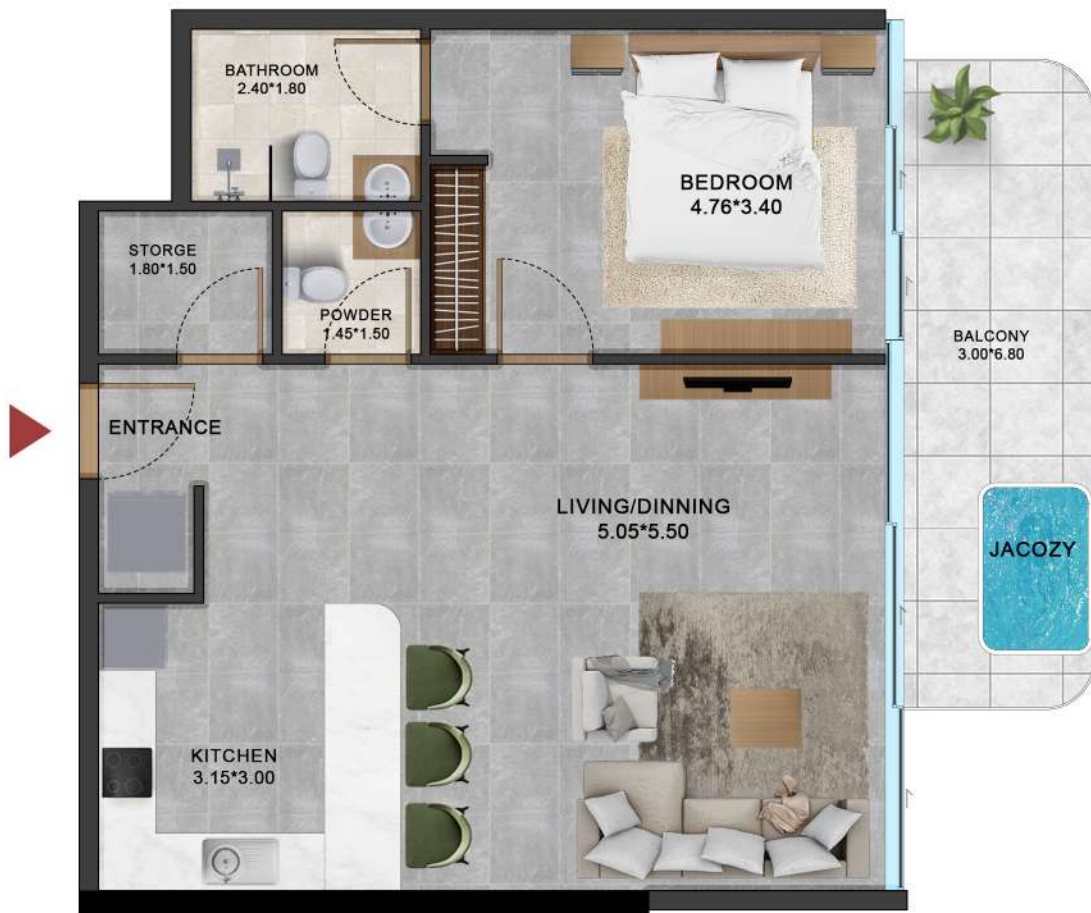 BATHROOM
2.40*1.80
BEDROOM
4.76*3.40
STORGE
1.80*1.50
POWDER
1.45*1.50
BALCONY
3.00*6.80
ENTRANCE
LIVING/DINNING
5.05*5.50
JACOZY
KITCHEN
3.15*3.00